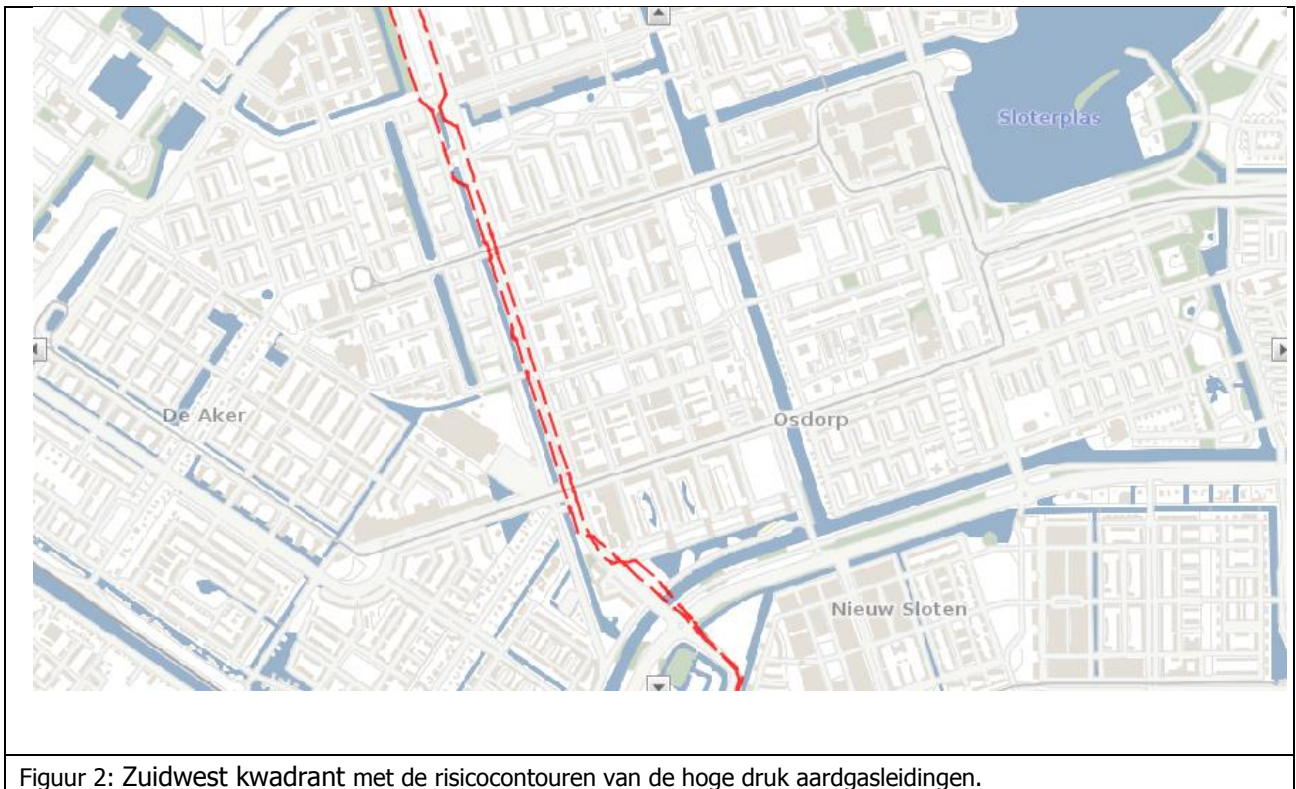 Sloterplas
De Aker
Osdorp
Nieuw Sloten
Figuur 2: Zuidwest kwadrant met de risicocontouren van de hoge druk aardgasleidingen.